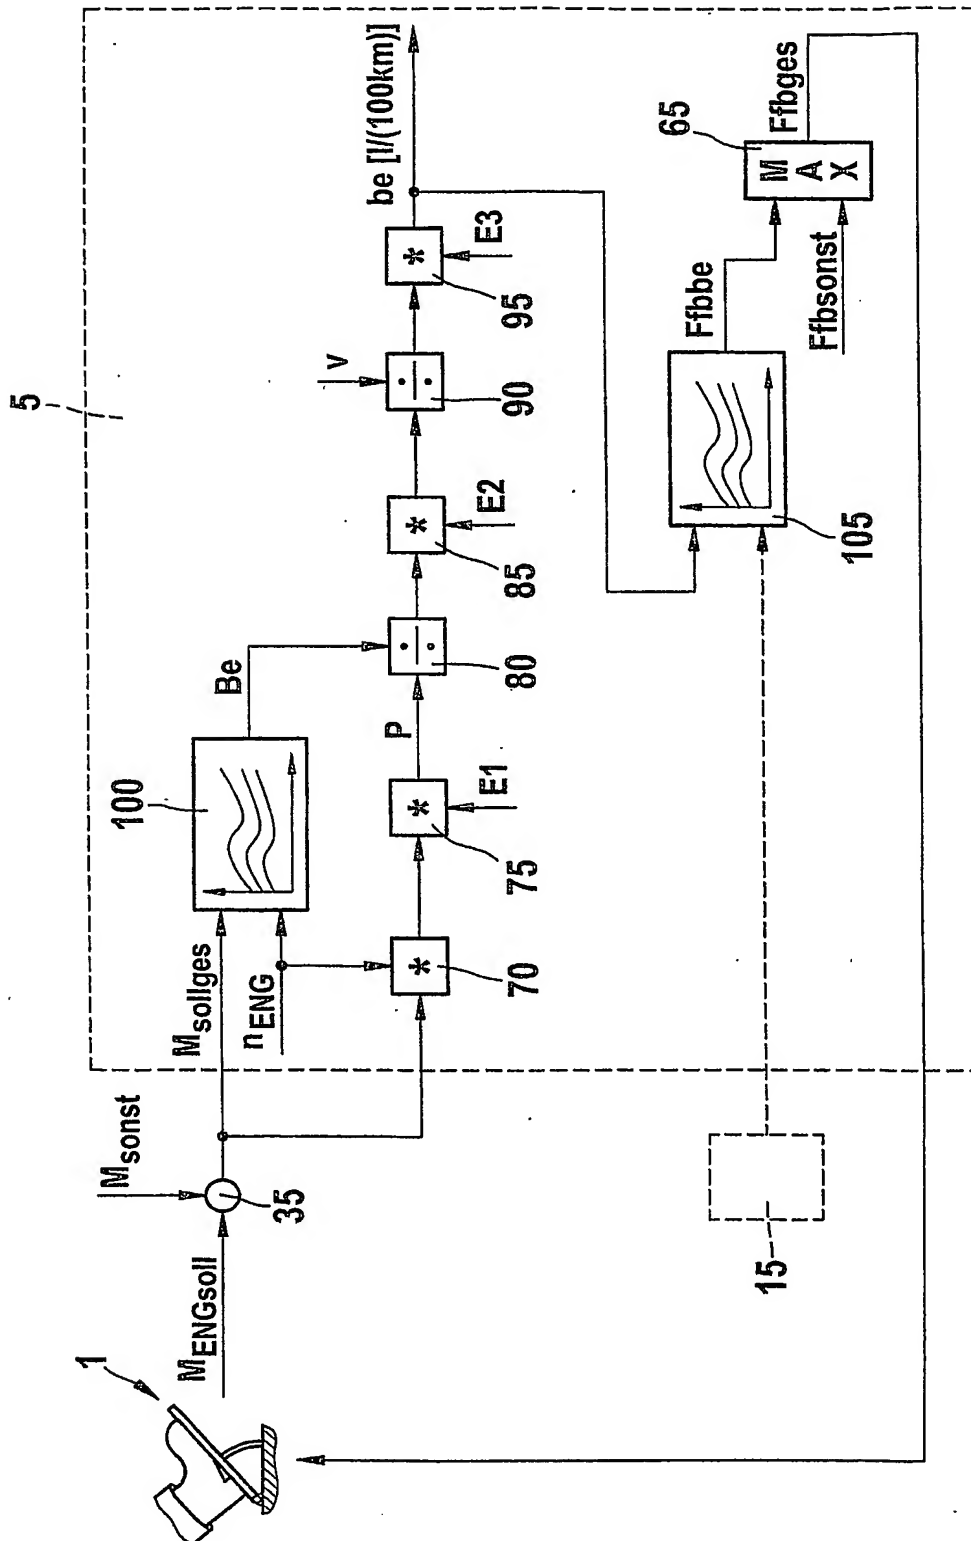 5
be [l/(100km)]
v
E3
95
90
E2
85
80
Be
P
100
E1
75
70
M_sollges
n_ENG
M_sonst
35
M_ENGsoll
1
65
Ffbges
M
A
X
Ffbbe
Ffbsonst
105
15